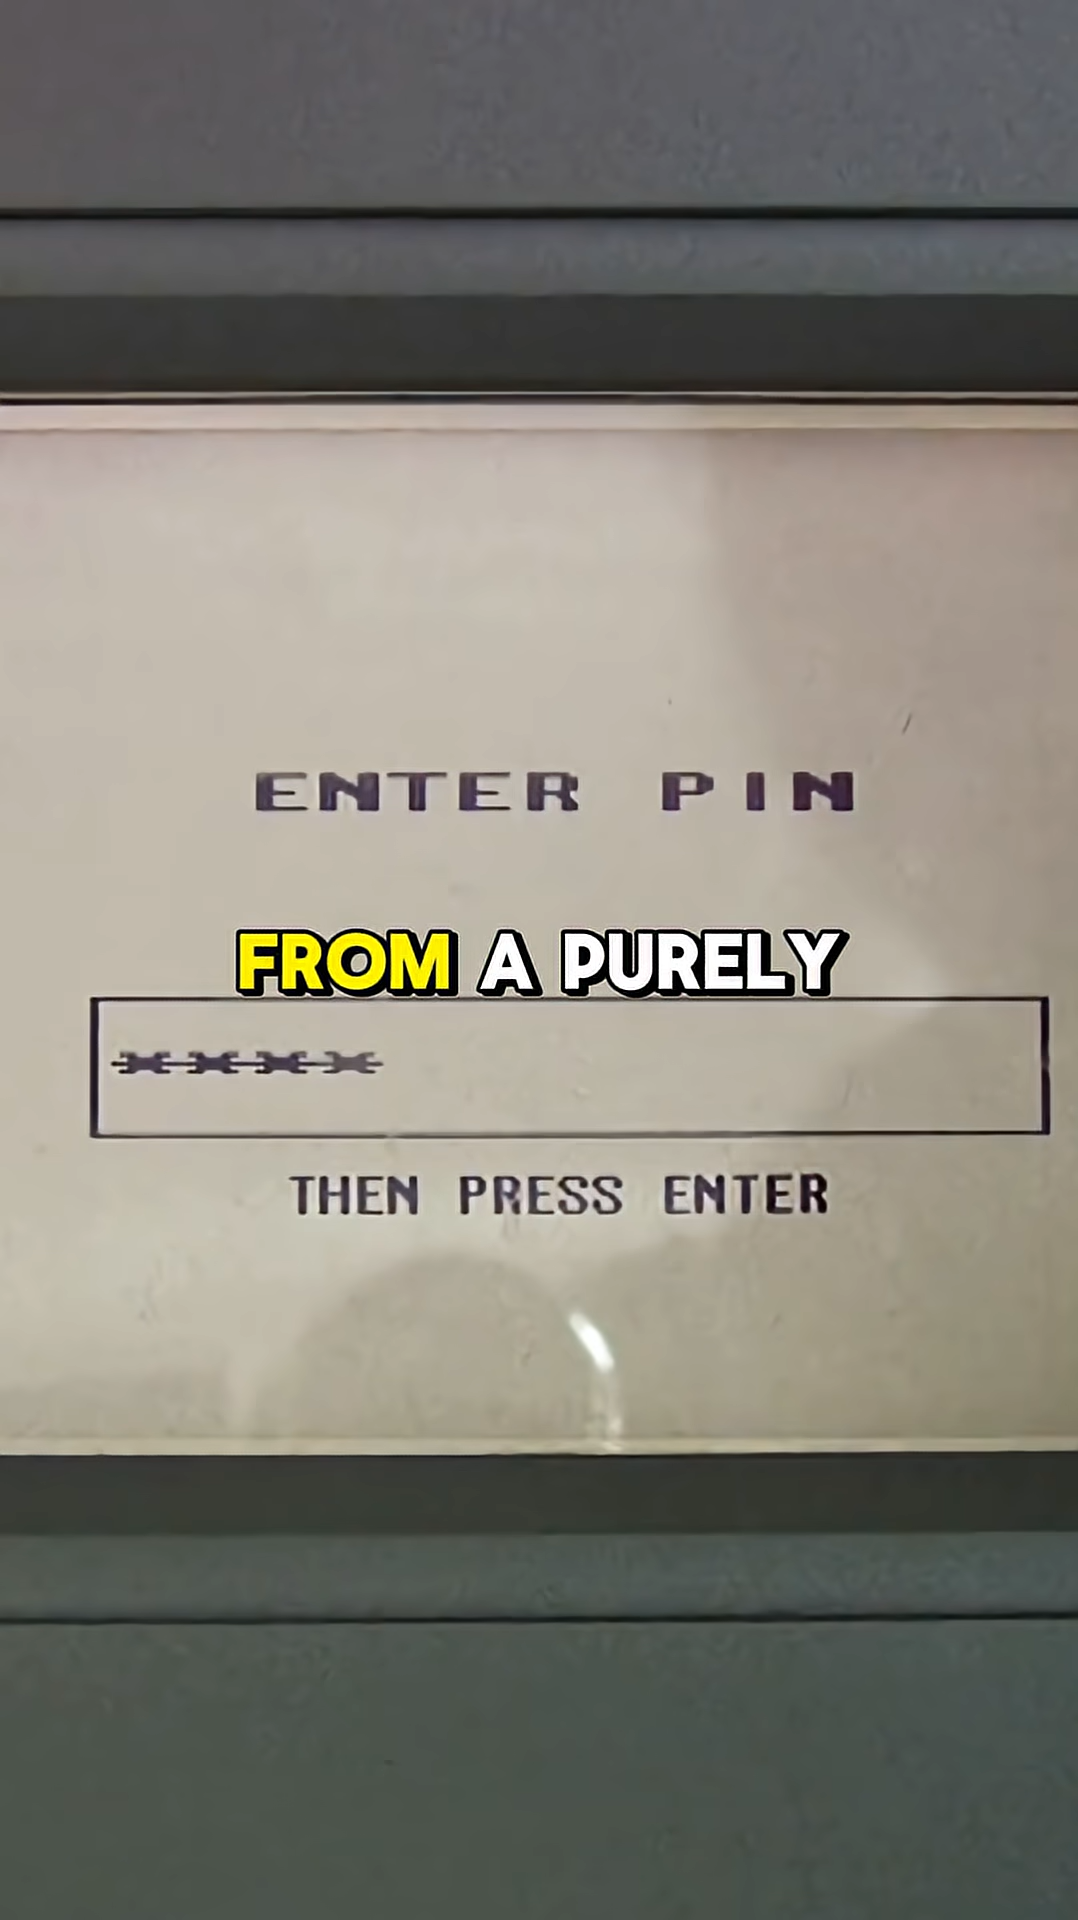 ENTER PIN
FROM A PURELY
****
THEN PRESS ENTER